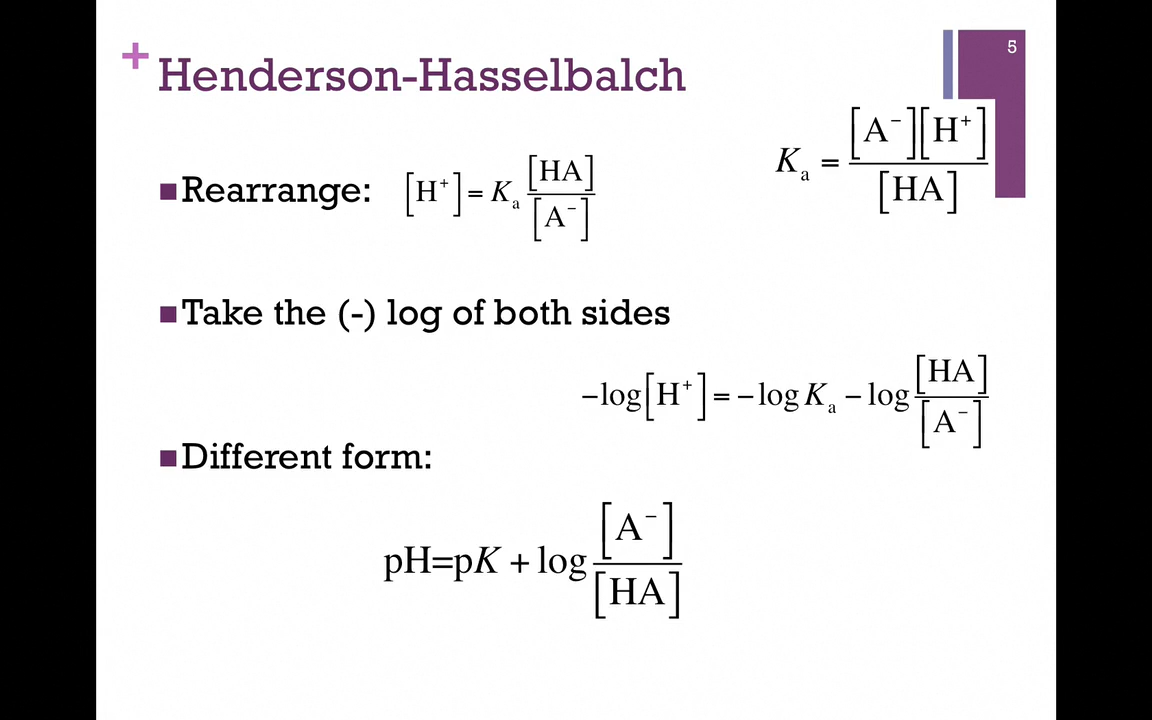 5
+
Henderson-Hasselbalch
Kₐ = [A⁻][H⁺] / [HA]
■Rearrange: [H⁺] = Kₐ [HA] / [A⁻]
■Take the (-) log of both sides
−log[H⁺] = −log Kₐ − log [HA] / [A⁻]
■Different form:
pH=pK + log [A⁻] / [HA]